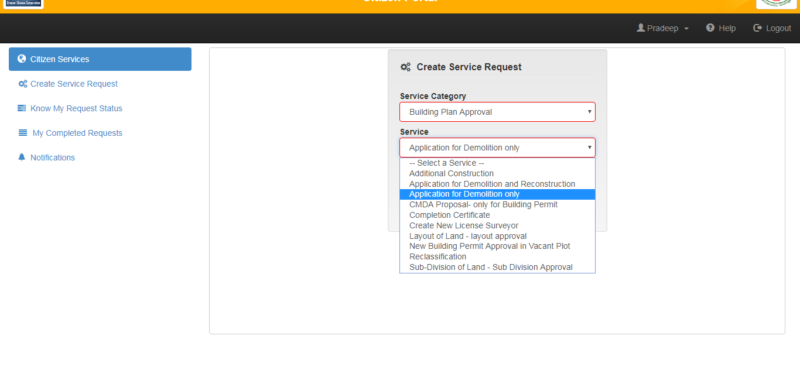 Pradeep
Help
Logout
Citizen Services
Create Service Request
Know My Request Status
My Completed Requests
Notifications
Create Service Request
Service Category
Building Plan Approval
Service
Application for Demolition only
-- Select a Service --
Additional Construction
Application for Demolition and Reconstruction
Application for Demolition only
CMDA Proposal- only for Building Permit
Completion Certificate
Create New License Surveyor
Layout of Land - layout approval
New Building Permit Approval in Vacant Plot
Reclassification
Sub-Division of Land - Sub Division Approval